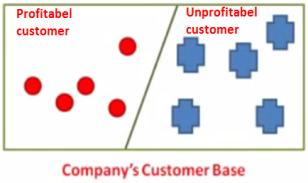 Profitabel
customer
Unprofitabel
customer
Company's Customer Base